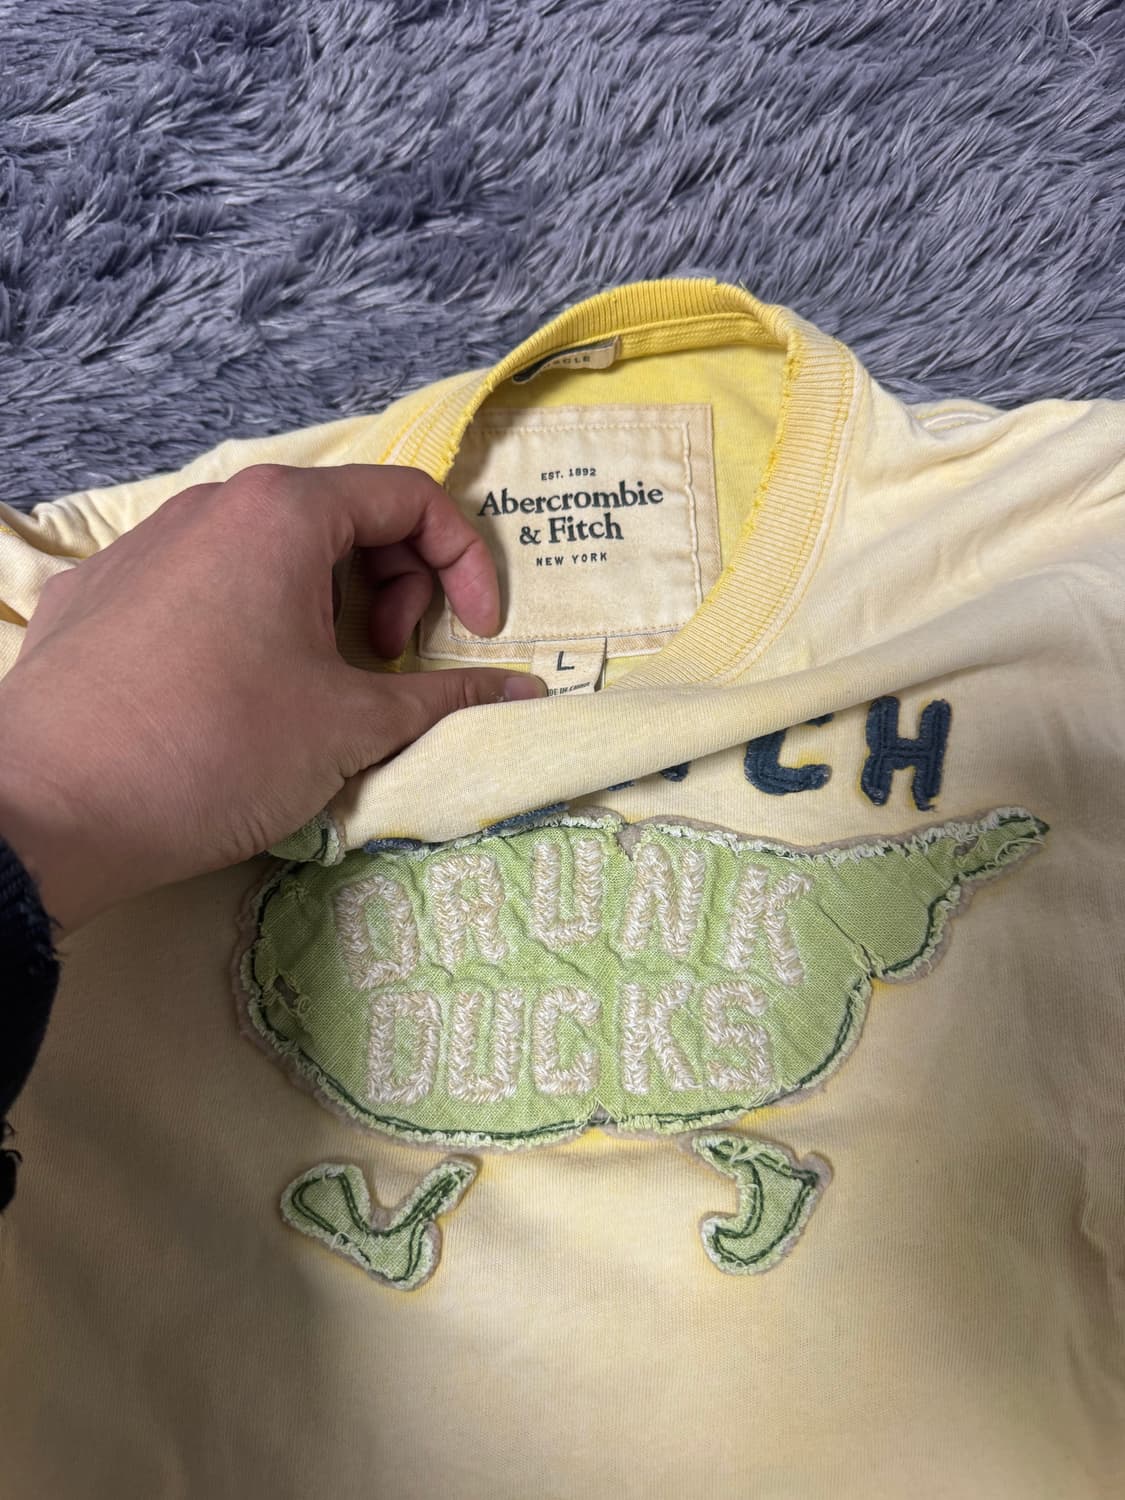 EST. 1892
Abercrombie
& Fitch
NEW YORK
L
CH
DRUNK
DUCKS